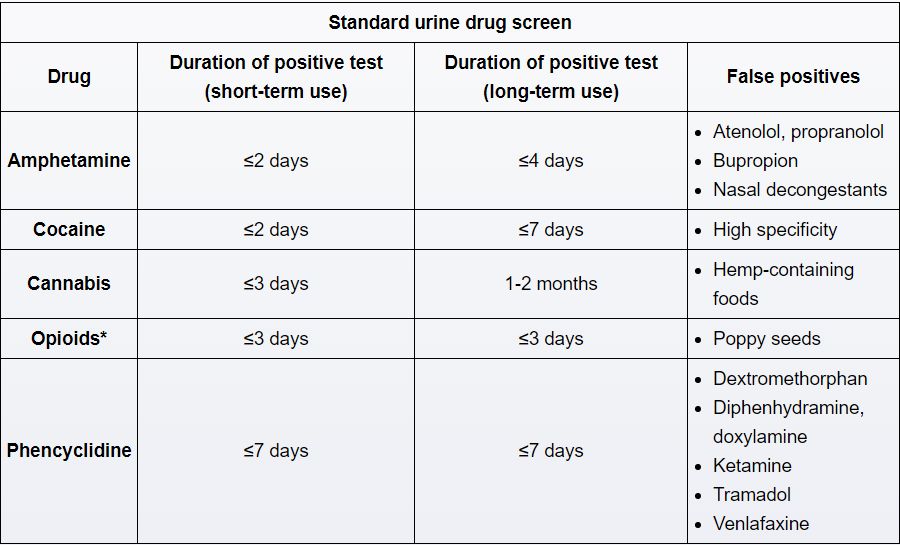 Standard urine drug screen
Drug
Duration of positive test
(short-term use)
Duration of positive test
(long-term use)
False positives
Amphetamine
≤2 days
≤4 days
• Atenolol, propranolol
• Bupropion
• Nasal decongestants
Cocaine
≤2 days
≤7 days
• High specificity
Cannabis
≤3 days
1-2 months
• Hemp-containing
foods
Opioids*
≤3 days
≤3 days
• Poppy seeds
Phencyclidine
≤7 days
≤7 days
• Dextromethorphan
• Diphenhydramine,
doxylamine
• Ketamine
• Tramadol
• Venlafaxine